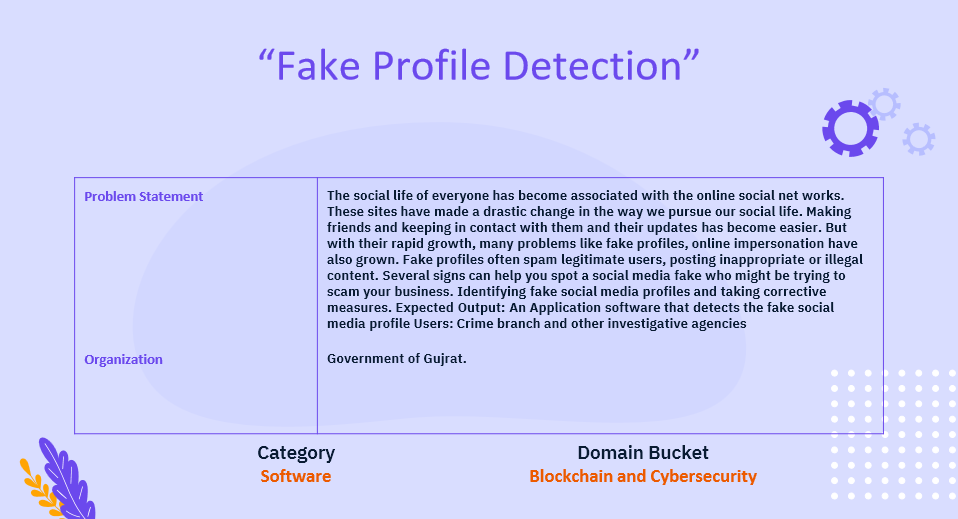 “Fake Profile Detection”
Problem Statement
The social life of everyone has become associated with the online social net works.
These sites have made a drastic change in the way we pursue our social life. Making
friends and keeping in contact with them and their updates has become easier. But
with their rapid growth, many problems like fake profiles, online impersonation have
also grown. Fake profiles often spam legitimate users, posting inappropriate or illegal
content. Several signs can help you spot a social media fake who might be trying to
scam your business. Identifying fake social media profiles and taking corrective
measures. Expected Output: An Application software that detects the fake social
media profile Users: Crime branch and other investigative agencies
Organization
Government of Gujrat.
Category
Software
Domain Bucket
Blockchain and Cybersecurity